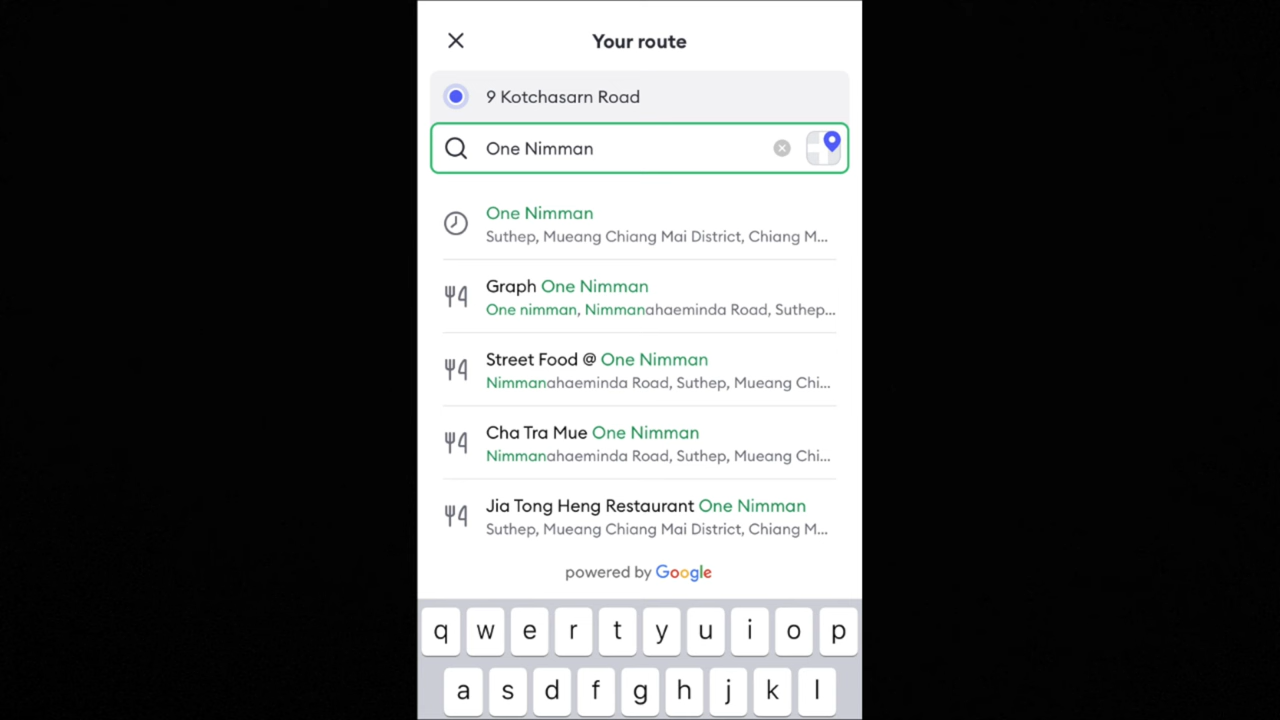 Your route
9 Kotchasarn Road
One Nimman
One Nimman
Suthep, Mueang Chiang Mai District, Chiang M...
Graph One Nimman
One nimman, Nimmanahaeminda Road, Suthep...
Street Food @ One Nimman
Nimmanahaeminda Road, Suthep, Mueang Chi...
Cha Tra Mue One Nimman
Nimmanahaeminda Road, Suthep, Mueang Chi...
Jia Tong Heng Restaurant One Nimman
Suthep, Mueang Chiang Mai District, Chiang M...
powered by Google
q w e r t y u i o p
a s d f g h j k l